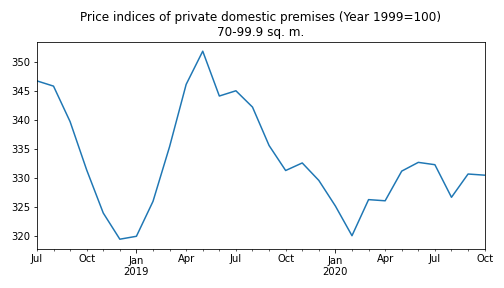 Price indices of private domestic premises (Year 1999=100)
70-99.9 sq. m.
350
345
340
335
330
325
320
Jul
Oct
Jan
2019
Apr
Jul
Oct
Jan
2020
Apr
Jul
Oct